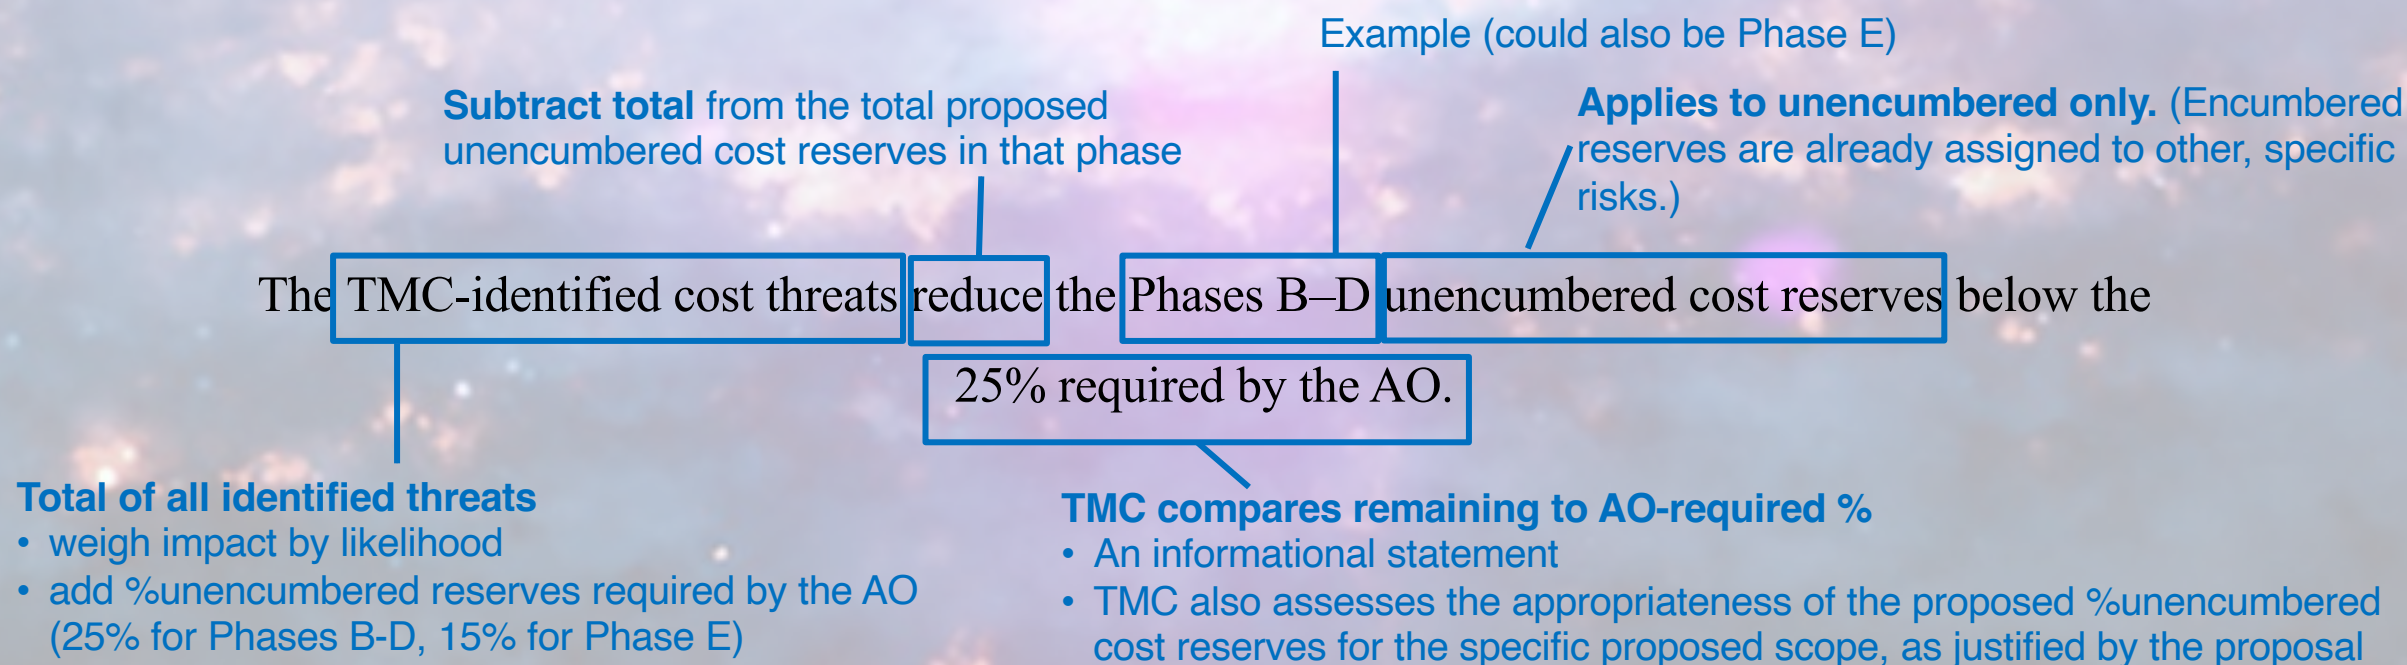 Example (could also be Phase E)
Subtract total from the total proposed
unencumbered cost reserves in that phase
Applies to unencumbered only. (Encumbered
reserves are already assigned to other, specific
risks.)
The TMC-identified cost threats reduce the Phases B–D unencumbered cost reserves below the
25% required by the AO.
Total of all identified threats
• weigh impact by likelihood
• add %unencumbered reserves required by the AO
(25% for Phases B-D, 15% for Phase E)
TMC compares remaining to AO-required %
• An informational statement
• TMC also assesses the appropriateness of the proposed %unencumbered
cost reserves for the specific proposed scope, as justified by the proposal